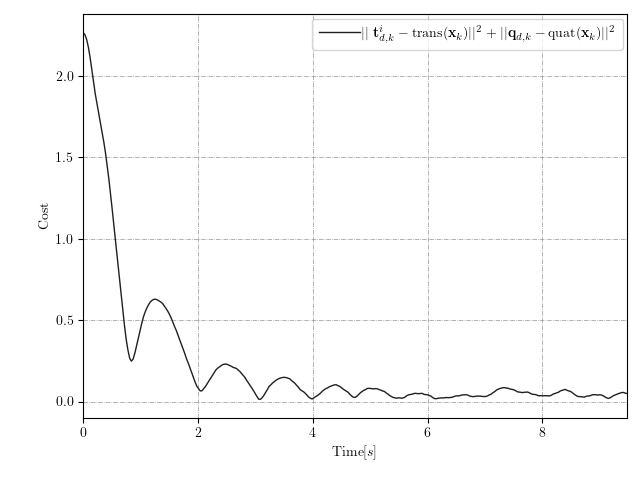 || t^i_{d,k} − trans(x_k)||² + ||q_{d,k} − quat(x_k)||²
2.0
1.5
Cost
1.0
0.5
0.0
0 2 4 6 8
Time[s]